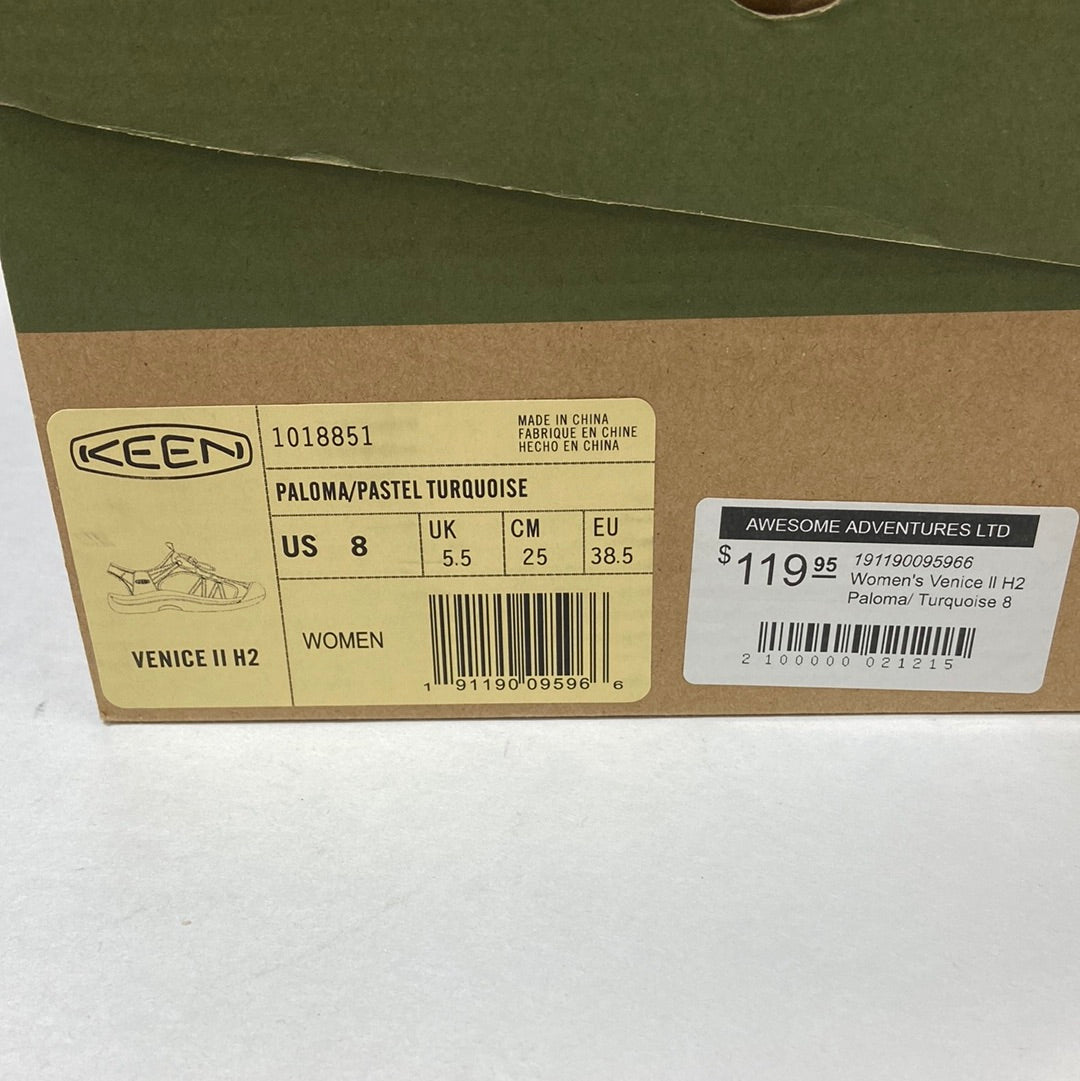 KEEN
1018851
MADE IN CHINA
FABRIQUE EN CHINE
HECHO EN CHINA
PALOMA/PASTEL TURQUOISE
US 8
UK
5.5
CM
25
EU
38.5
WOMEN
VENICE II H2
1 91190 09596 6
AWESOME ADVENTURES LTD
$119 95
191190095966
Women's Venice II H2
Paloma/ Turquoise 8
2 100000 021215